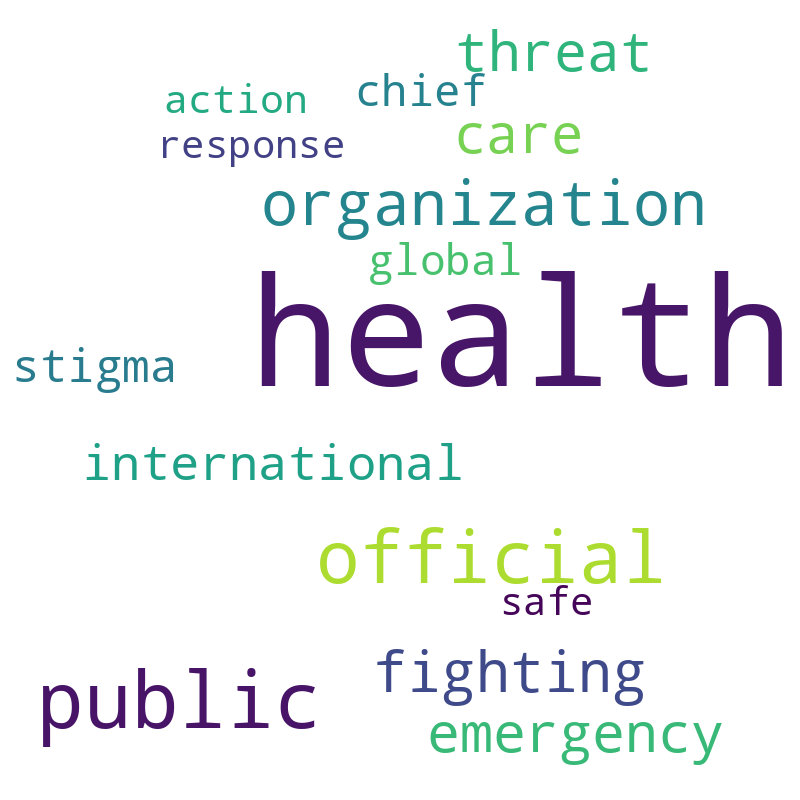 threat
chief
action
care
response
organization
global
health
stigma
international
official
safe
fighting
public
emergency